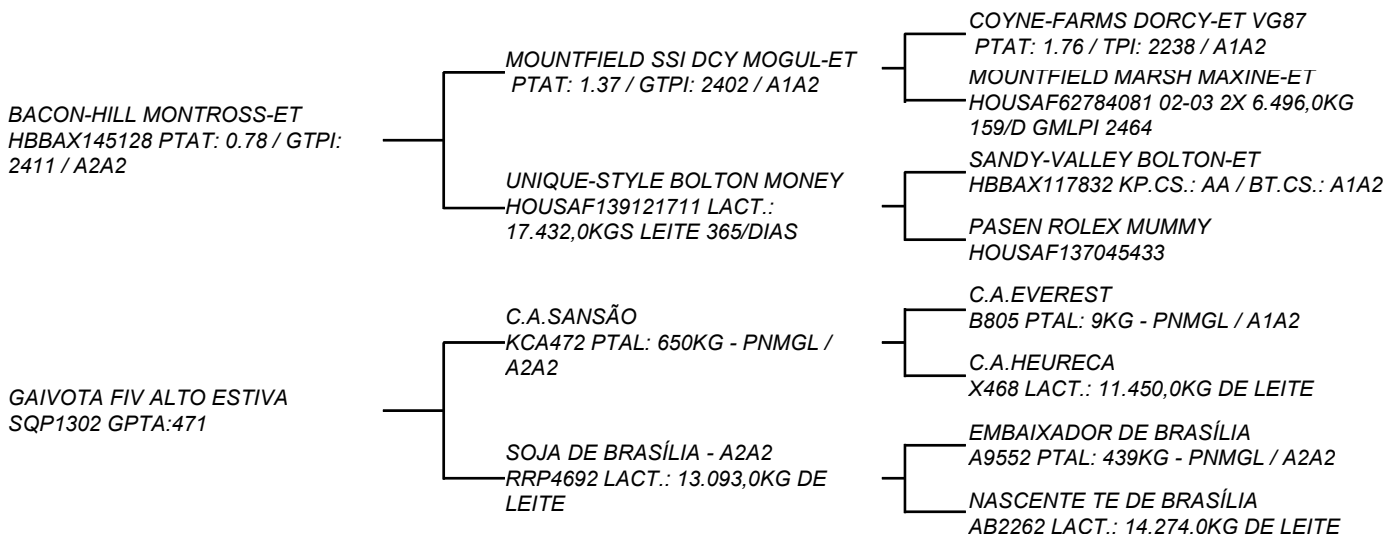 BACON-HILL MONTROSS-ET
HBBAX145128 PTAT: 0.78 / GTPI:
2411 / A2A2
MOUNTFIELD SSI DCY MOGUL-ET
PTAT: 1.37 / GTPI: 2402 / A1A2
COYNE-FARMS DORCY-ET VG87
PTAT: 1.76 / TPI: 2238 / A1A2
MOUNTFIELD MARSH MAXINE-ET
HOUSAF62784081 02-03 2X 6.496,0KG
159/D GMLPI 2464
UNIQUE-STYLE BOLTON MONEY
HOUSAF139121711 LACT.:
17.432,0KGS LEITE 365/DIAS
SANDY-VALLEY BOLTON-ET
HBBAX117832 KP.CS.: AA / BT.CS.: A1A2
PASEN ROLEX MUMMY
HOUSAF137045433
GAIVOTA FIV ALTO ESTIVA
SQP1302 GPTA:471
C.A.SANSÃO
KCA472 PTAL: 650KG - PNMGL /
A2A2
C.A.EVEREST
B805 PTAL: 9KG - PNMGL / A1A2
C.A.HEURECA
X468 LACT.: 11.450,0KG DE LEITE
SOJA DE BRASÍLIA - A2A2
RRP4692 LACT.: 13.093,0KG DE
LEITE
EMBAIXADOR DE BRASÍLIA
A9552 PTAL: 439KG - PNMGL / A2A2
NASCENTE TE DE BRASÍLIA
AB2262 LACT.: 14.274.0KG DE LEITE